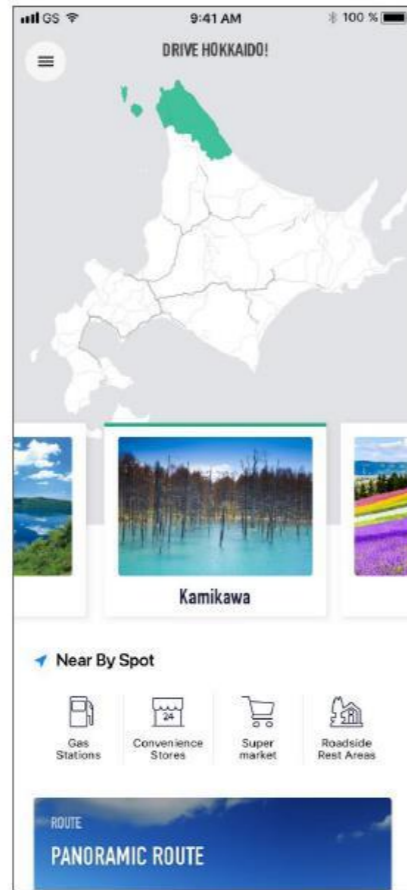 GS 9:41 AM 100 %
DRIVE HOKKAIDO!
Kamikawa
Near By Spot
Gas
Stations
Convenience
Stores
Super
market
Roadside
Rest Areas
24
ROUTE
PANORAMIC ROUTE